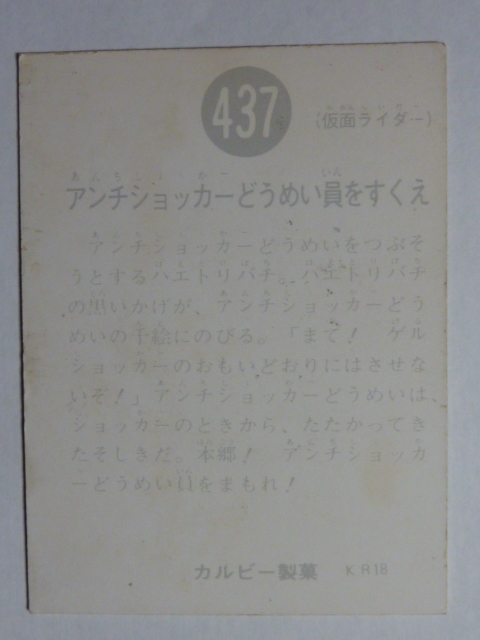 437 (仮面ライダー)
アンチショッカーどうめい員をすくえ
アンチショッカーどうめいをつぶそ
うとするハエトリバチ。ハエトリバチ
の黒いかげが、アンチショッカーどう
めいの千絵にのびる。「まて! ゲル
ショッカーのおもいどおりにはさせな
いぞ!」アンチショッカーどうめいは、
ショッカーのときから、たたかってき
たそしきだ。本郷! アンチショッカ
ーどうめい員をまもれ!
カルビー製菓 K.R18